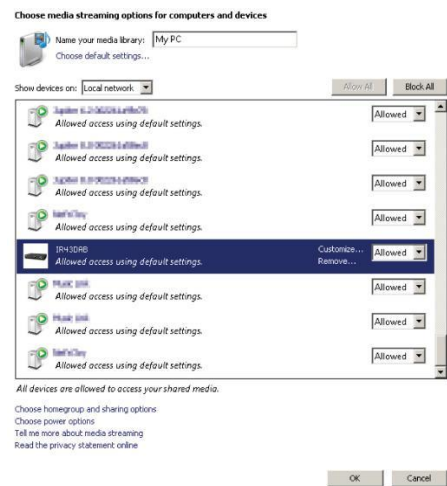 Choose media streaming options for computers and devices
Name your media library: My PC
Choose default settings...
Show devices on: Local network Allow All Block All
Allowed access using default settings. Allowed
Allowed access using default settings. Allowed
Allowed access using default settings. Allowed
Allowed access using default settings. Allowed
IR43DAB Customize... Allowed
Allowed access using default settings. Remove...
Allowed access using default settings. Allowed
Allowed access using default settings. Allowed
Allowed access using default settings. Allowed
All devices are allowed to access your shared media.
Choose homegroup and sharing options
Choose power options
Tell me more about media streaming
Read the privacy statement online
OK Cancel